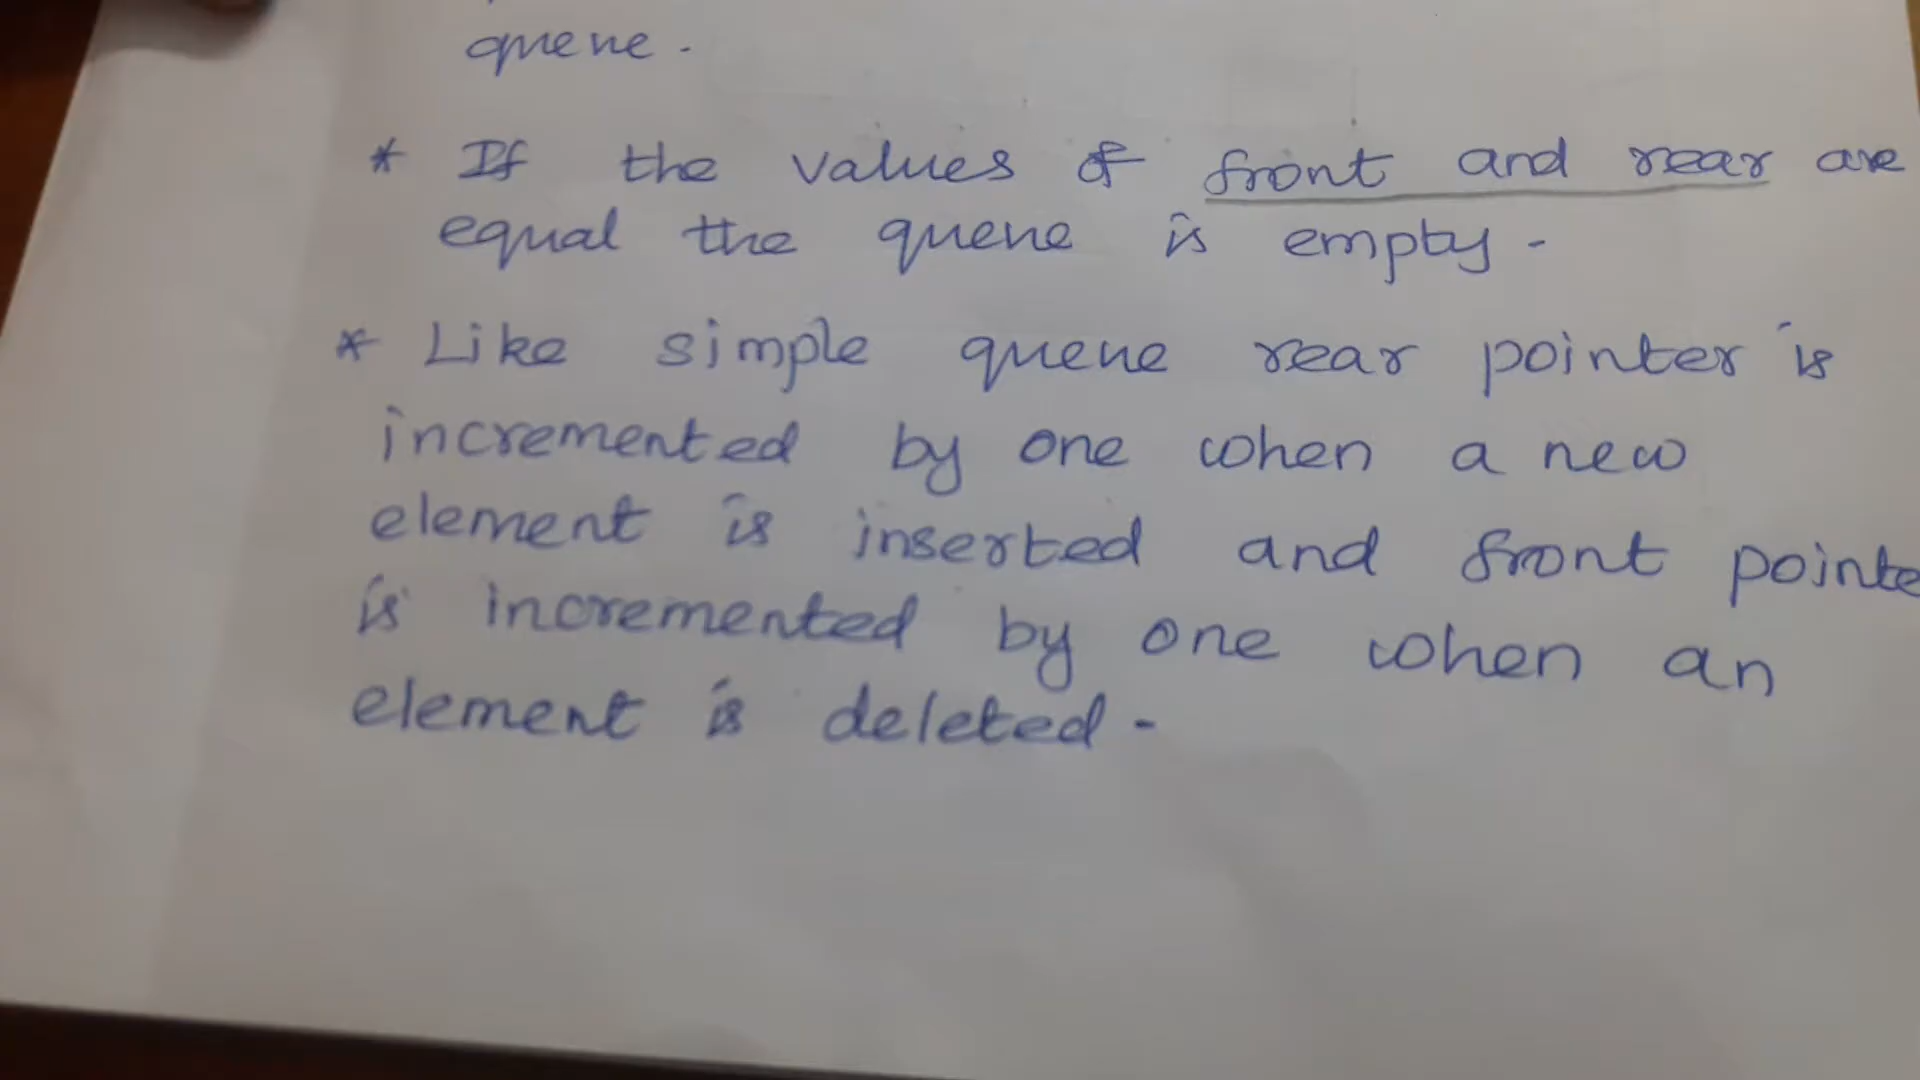 queue.
* If the values of front and rear are
equal the queue is empty.
* Like simple queue rear pointer is
incremented by one when a new
element is inserted and front pointe
is incremented by one when an
element is deleted.